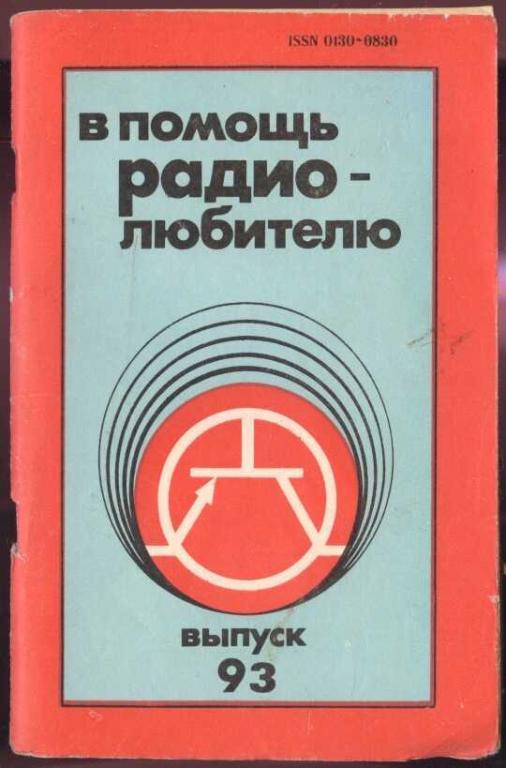 ISSN 0130-0830
В ПОМОЩЬ
РАДИО-
ЛЮБИТЕЛЮ
ВЫПУСК
93